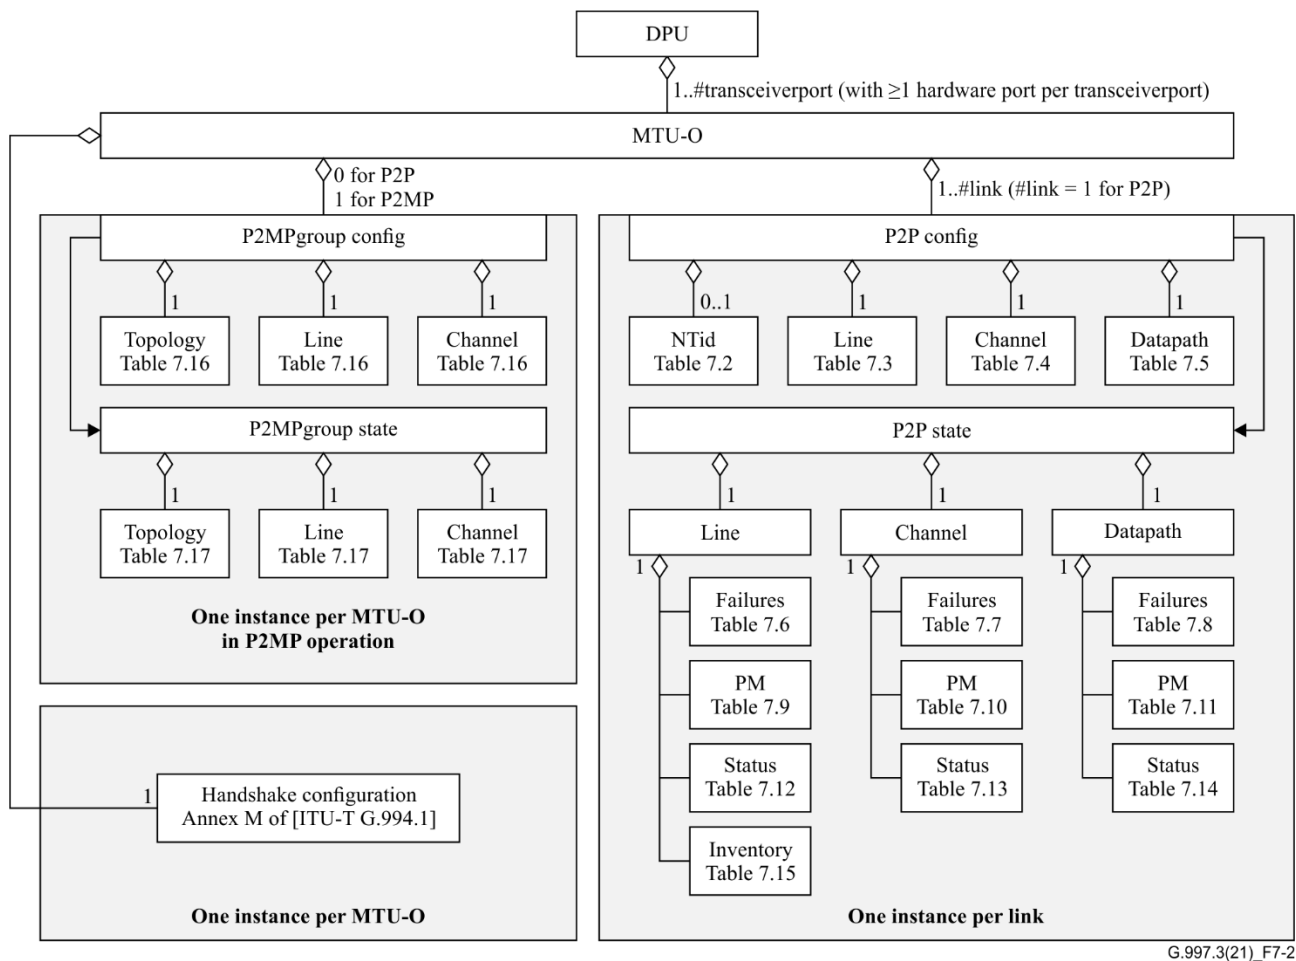 DPU
1..#transceiverport (with ≥1 hardware port per transceiverport)
MTU-O
0 for P2P
1 for P2MP
1..#link (#link = 1 for P2P)
P2MPgroup config
1
1
1
Topology
Table 7.16
Line
Table 7.16
Channel
Table 7.16
P2MPgroup state
1
1
1
Topology
Table 7.17
Line
Table 7.17
Channel
Table 7.17
One instance per MTU-O
in P2MP operation
1
Handshake configuration
Annex M of [ITU-T G.994.1]
One instance per MTU-O
P2P config
0..1
1
1
1
NTid
Table 7.2
Line
Table 7.3
Channel
Table 7.4
Datapath
Table 7.5
P2P state
1
1
1
Line
Channel
Datapath
1
1
1
Failures
Table 7.6
Failures
Table 7.7
Failures
Table 7.8
PM
Table 7.9
PM
Table 7.10
PM
Table 7.11
Status
Table 7.12
Status
Table 7.13
Status
Table 7.14
Inventory
Table 7.15
One instance per link
G.997.3(21)_F7-2